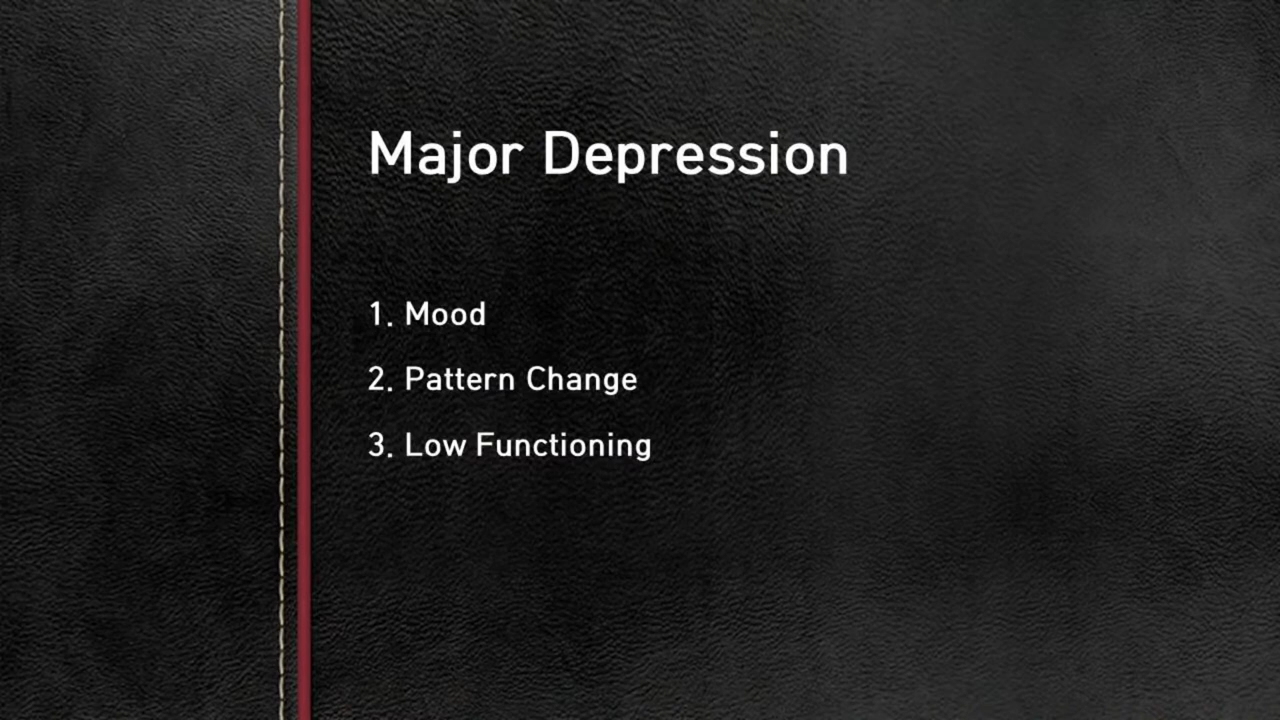 Major Depression
1. Mood
2. Pattern Change
3. Low Functioning